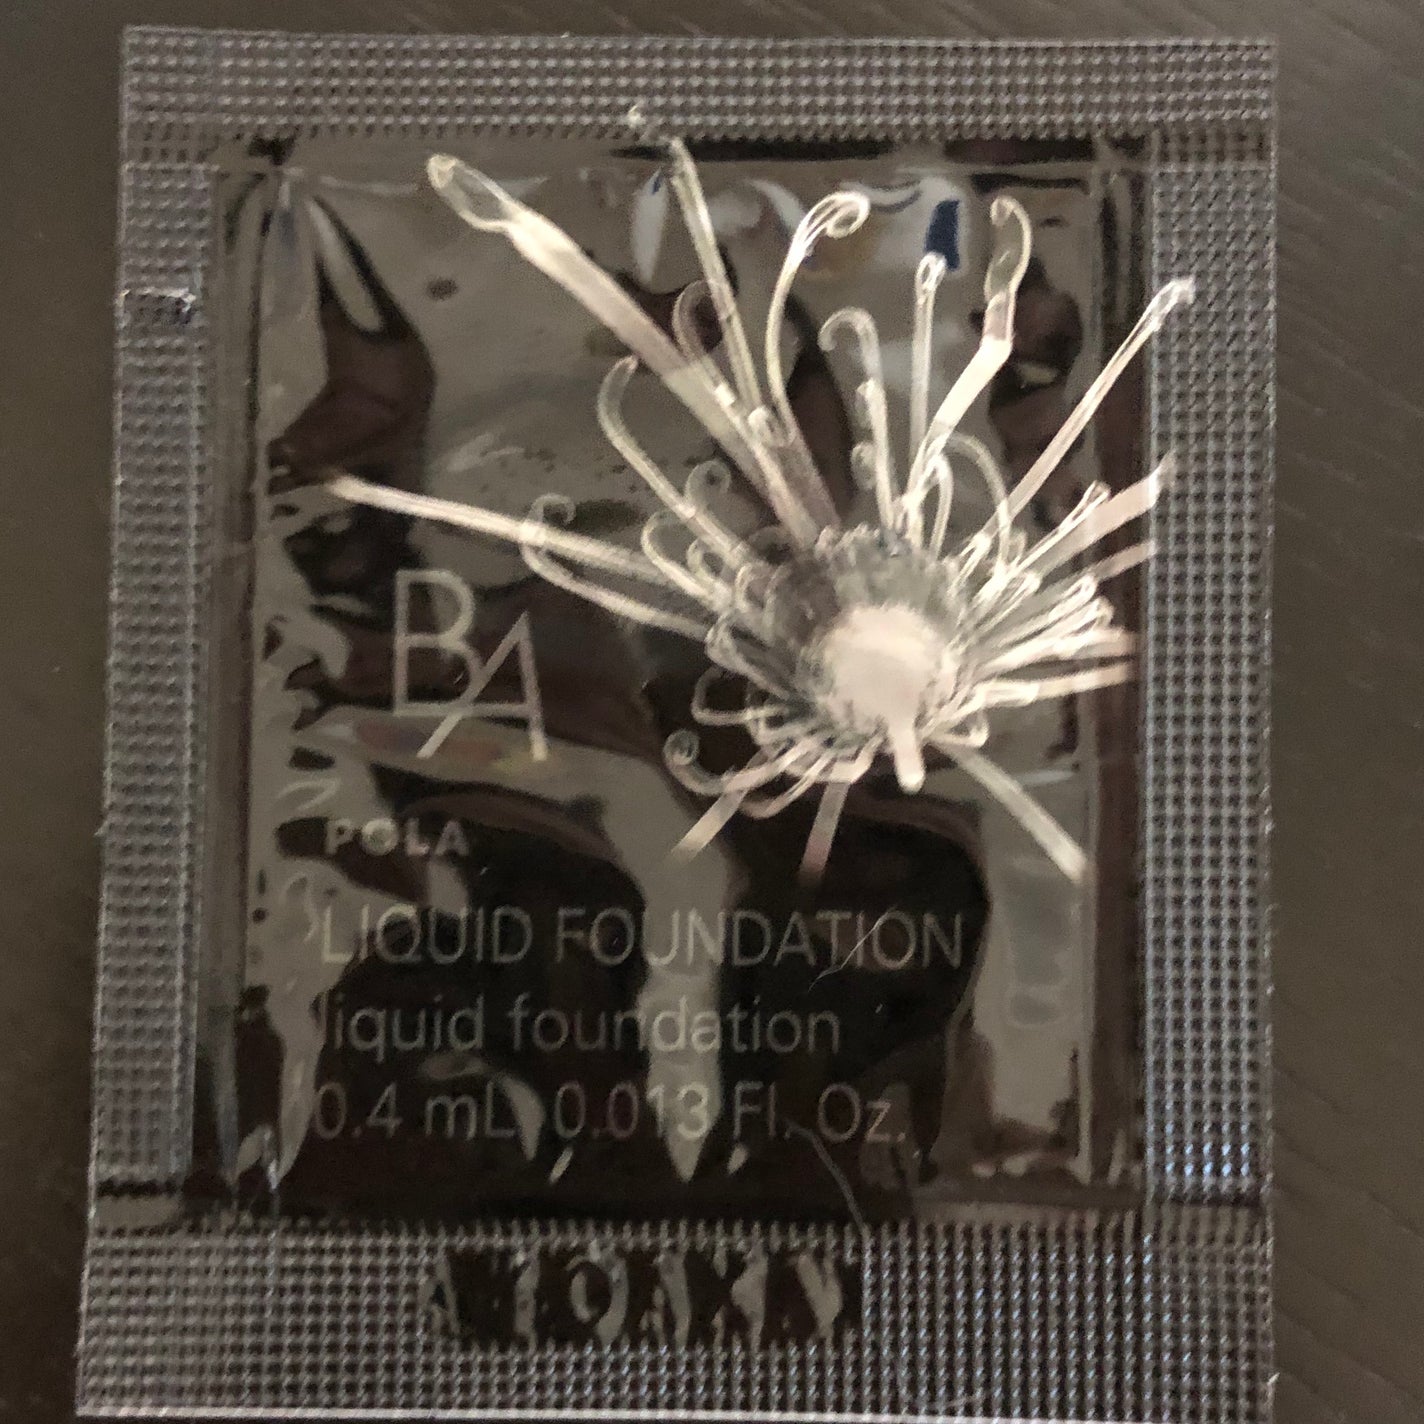 BA
POLA
LIQUID FOUNDATION
liquid foundation
0.4 mL 0.013 Fl. Oz.